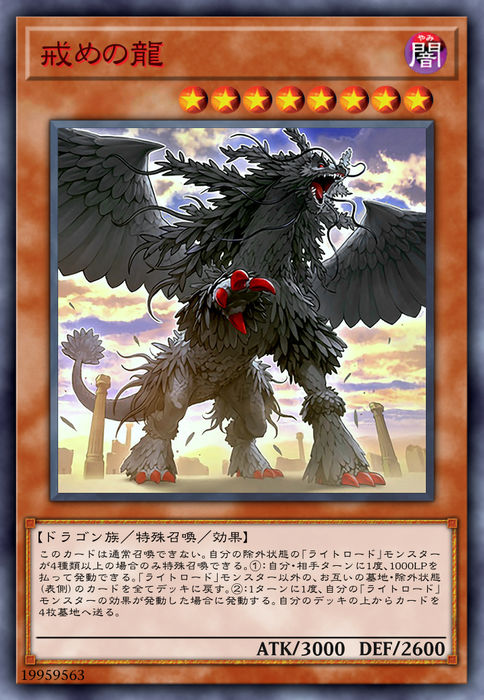 戒めの龍
やみ
闇
【ドラゴン族／特殊召喚／効果】
このカードは通常召喚できない。自分の除外状態の「ライトロード」モンスター
が4種類以上の場合のみ特殊召喚できる。①：自分・相手ターンに1度、1000LPを
払って発動できる。「ライトロード」モンスター以外の、お互いの墓地・除外状態
(表側)のカードを全てデッキに戻す。②：1ターンに1度、自分の「ライトロード」
モンスターの効果が発動した場合に発動する。自分のデッキの上からカードを
4枚墓地へ送る。
ATK/3000 DEF/2600
19959563